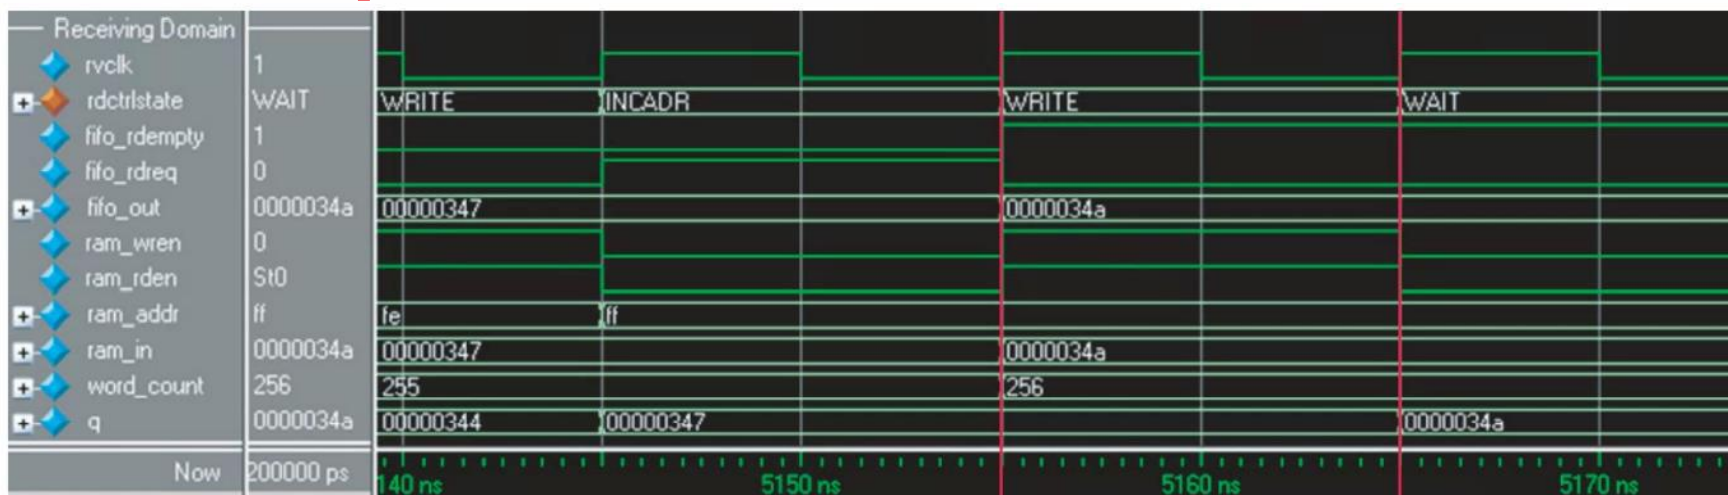 Receiving Domain
rvclk 1
rdctrlstate WAIT WRITE INCADR WRITE WAIT
fifo_rdempty 1
fifo_rdreq 0
fifo_out 0000034a 00000347 0000034a
ram_wren 0
ram_rden St0
ram_addr ff fe ff
ram_in 0000034a 00000347 0000034a
word_count 256 255 256
q 0000034a 00000344 00000347 0000034a
Now 200000 ps 140 ns 5150 ns 5160 ns 5170 ns